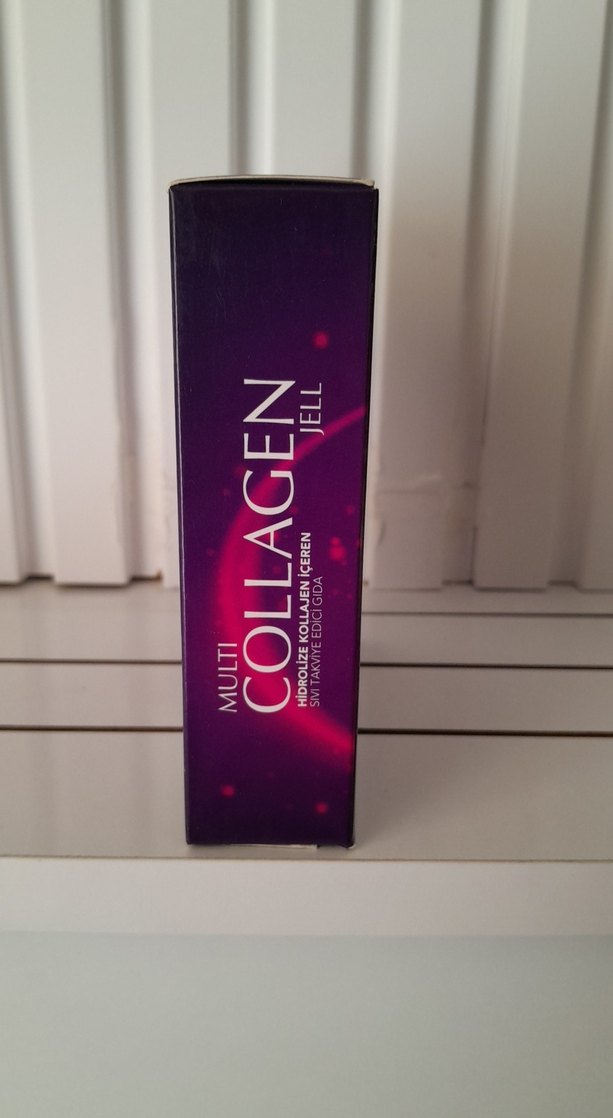 MULTI
COLLAGEN
JELL
HİDROLİZE KOLLAJEN İÇEREN
SIVI TAKVİYE EDİCİ GIDA